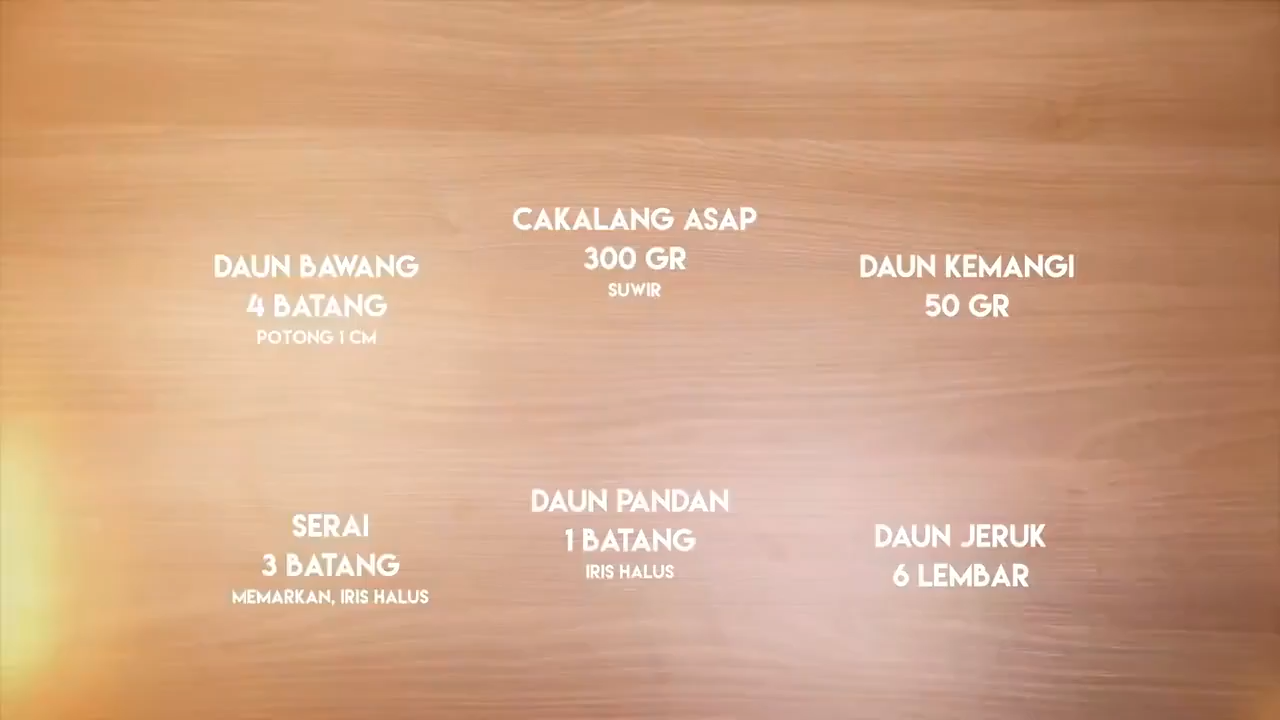 CAKALANG ASAP
300 GR
SUWIR
DAUN BAWANG
4 BATANG
POTONG 1 CM
DAUN KEMANGI
50 GR
DAUN PANDAN
1 BATANG
IRIS HALUS
SERAI
3 BATANG
MEMARKAN, IRIS HALUS
DAUN JERUK
6 LEMBAR